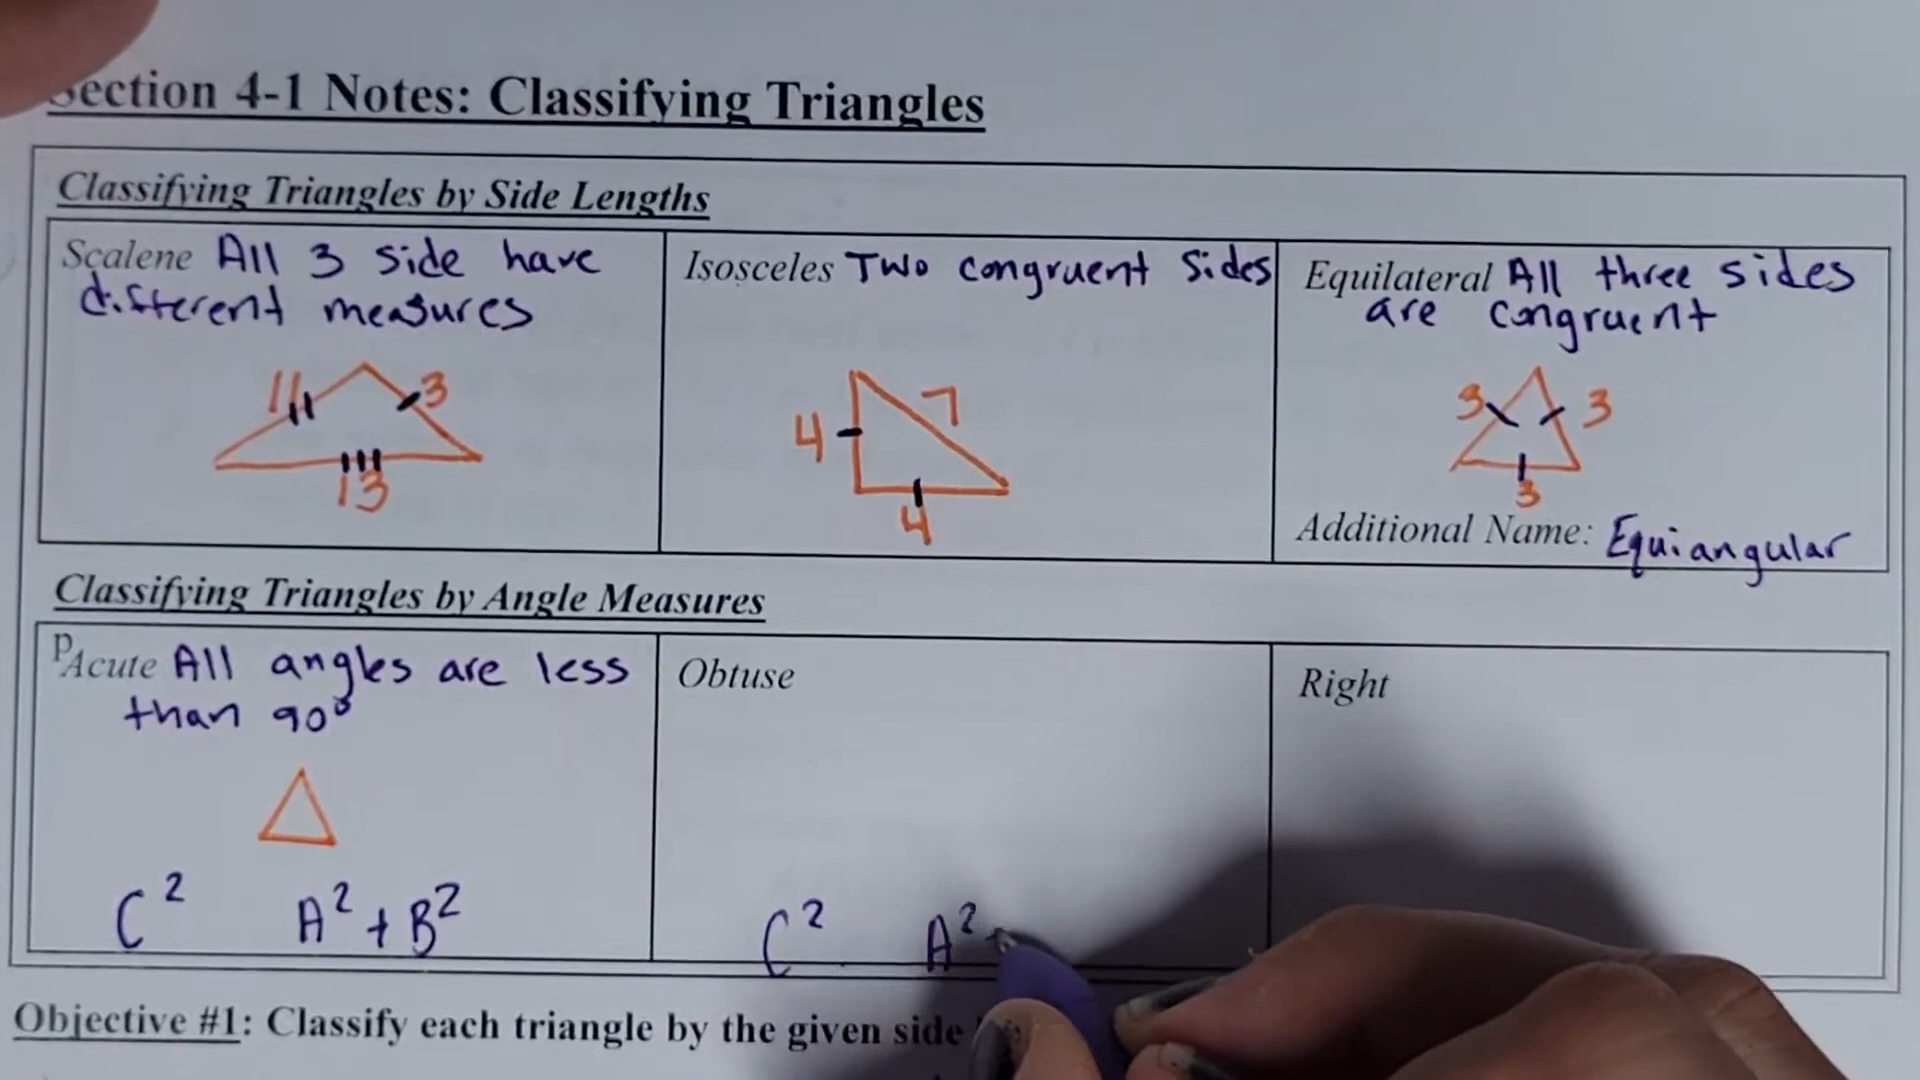 Section 4-1 Notes: Classifying Triangles
Classifying Triangles by Side Lengths
Scalene All 3 side have
different measures
11
3
13
Isosceles Two congruent sides
4
7
4
Equilateral All three sides
are congruent
3
3
3
Additional Name: Equiangular
Classifying Triangles by Angle Measures
P
Acute All angles are less
than 90°
C² A² + B²
Obtuse
C² A² +
Right
Objective #1: Classify each triangle by the given side